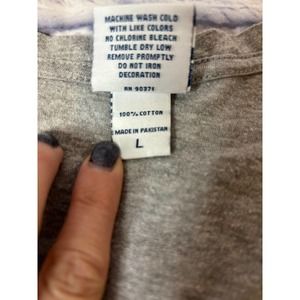 MACHINE WASH COLD
WITH LIKE COLORS
NO CHLORINE BLEACH
TUMBLE DRY LOW
REMOVE PROMPTLY
DO NOT IRON
DECORATION
RN 90371
100% COTTON
MADE IN PAKISTAN
L